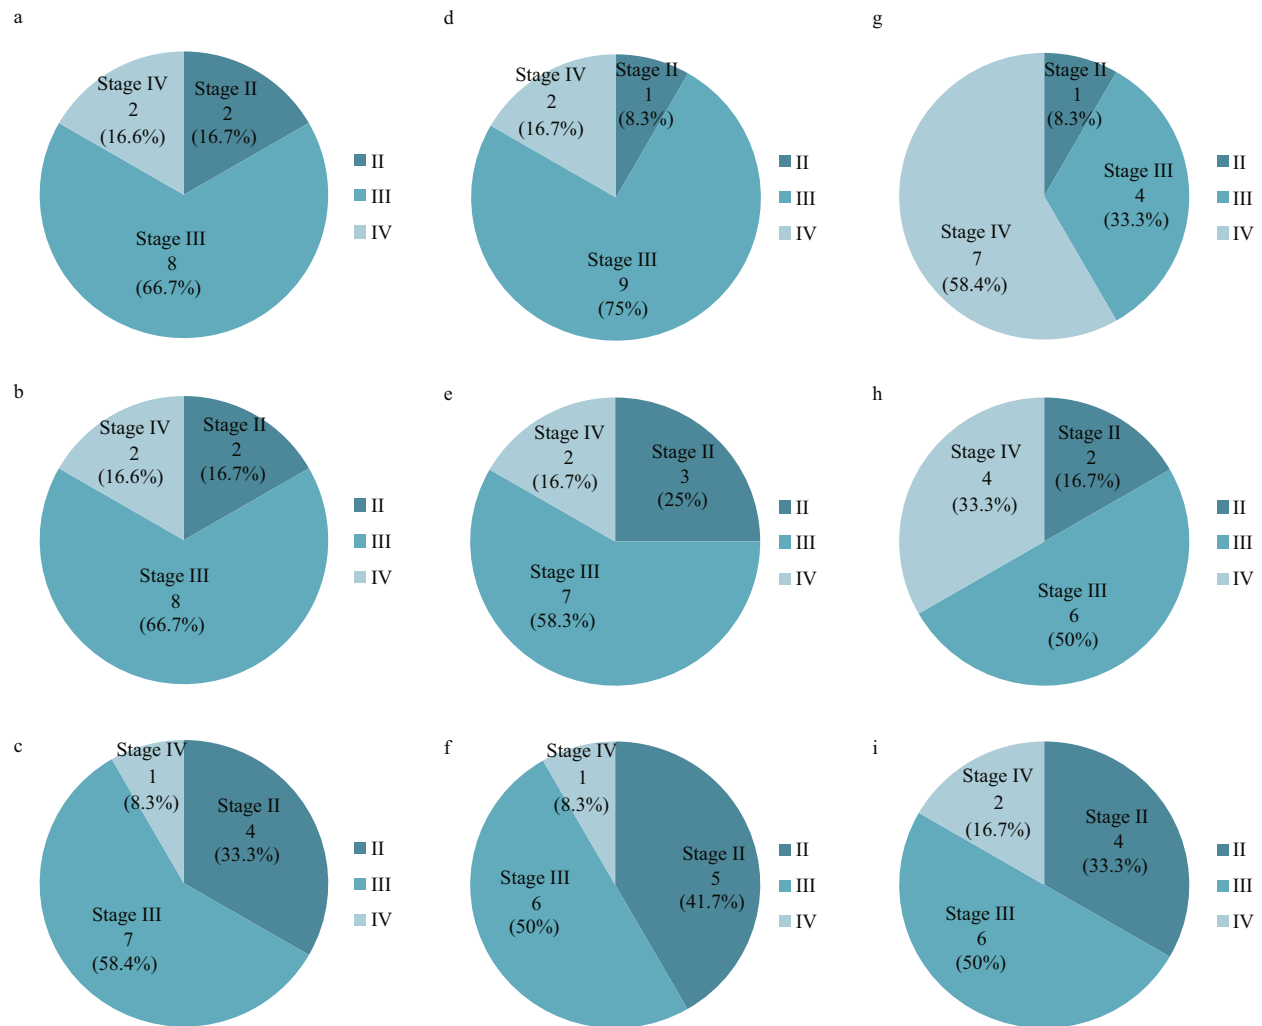 a
Stage IV
2
(16.6%)
Stage II
2
(16.7%)
Stage III
8
(66.7%)
II
III
IV
d
Stage IV
2
(16.7%)
Stage II
1
(8.3%)
Stage III
9
(75%)
II
III
IV
g
Stage II
1
(8.3%)
Stage III
4
(33.3%)
Stage IV
7
(58.4%)
II
III
IV
b
Stage IV
2
(16.6%)
Stage II
2
(16.7%)
Stage III
8
(66.7%)
II
III
IV
e
Stage IV
2
(16.7%)
Stage II
3
(25%)
Stage III
7
(58.3%)
II
III
IV
h
Stage IV
4
(33.3%)
Stage II
2
(16.7%)
Stage III
6
(50%)
II
III
IV
c
Stage IV
1
(8.3%)
Stage II
4
(33.3%)
Stage III
7
(58.4%)
II
III
IV
f
Stage IV
1
(8.3%)
Stage II
5
(41.7%)
Stage III
6
(50%)
II
III
IV
i
Stage IV
2
(16.7%)
Stage II
4
(33.3%)
Stage III
6
(50%)
II
III
IV